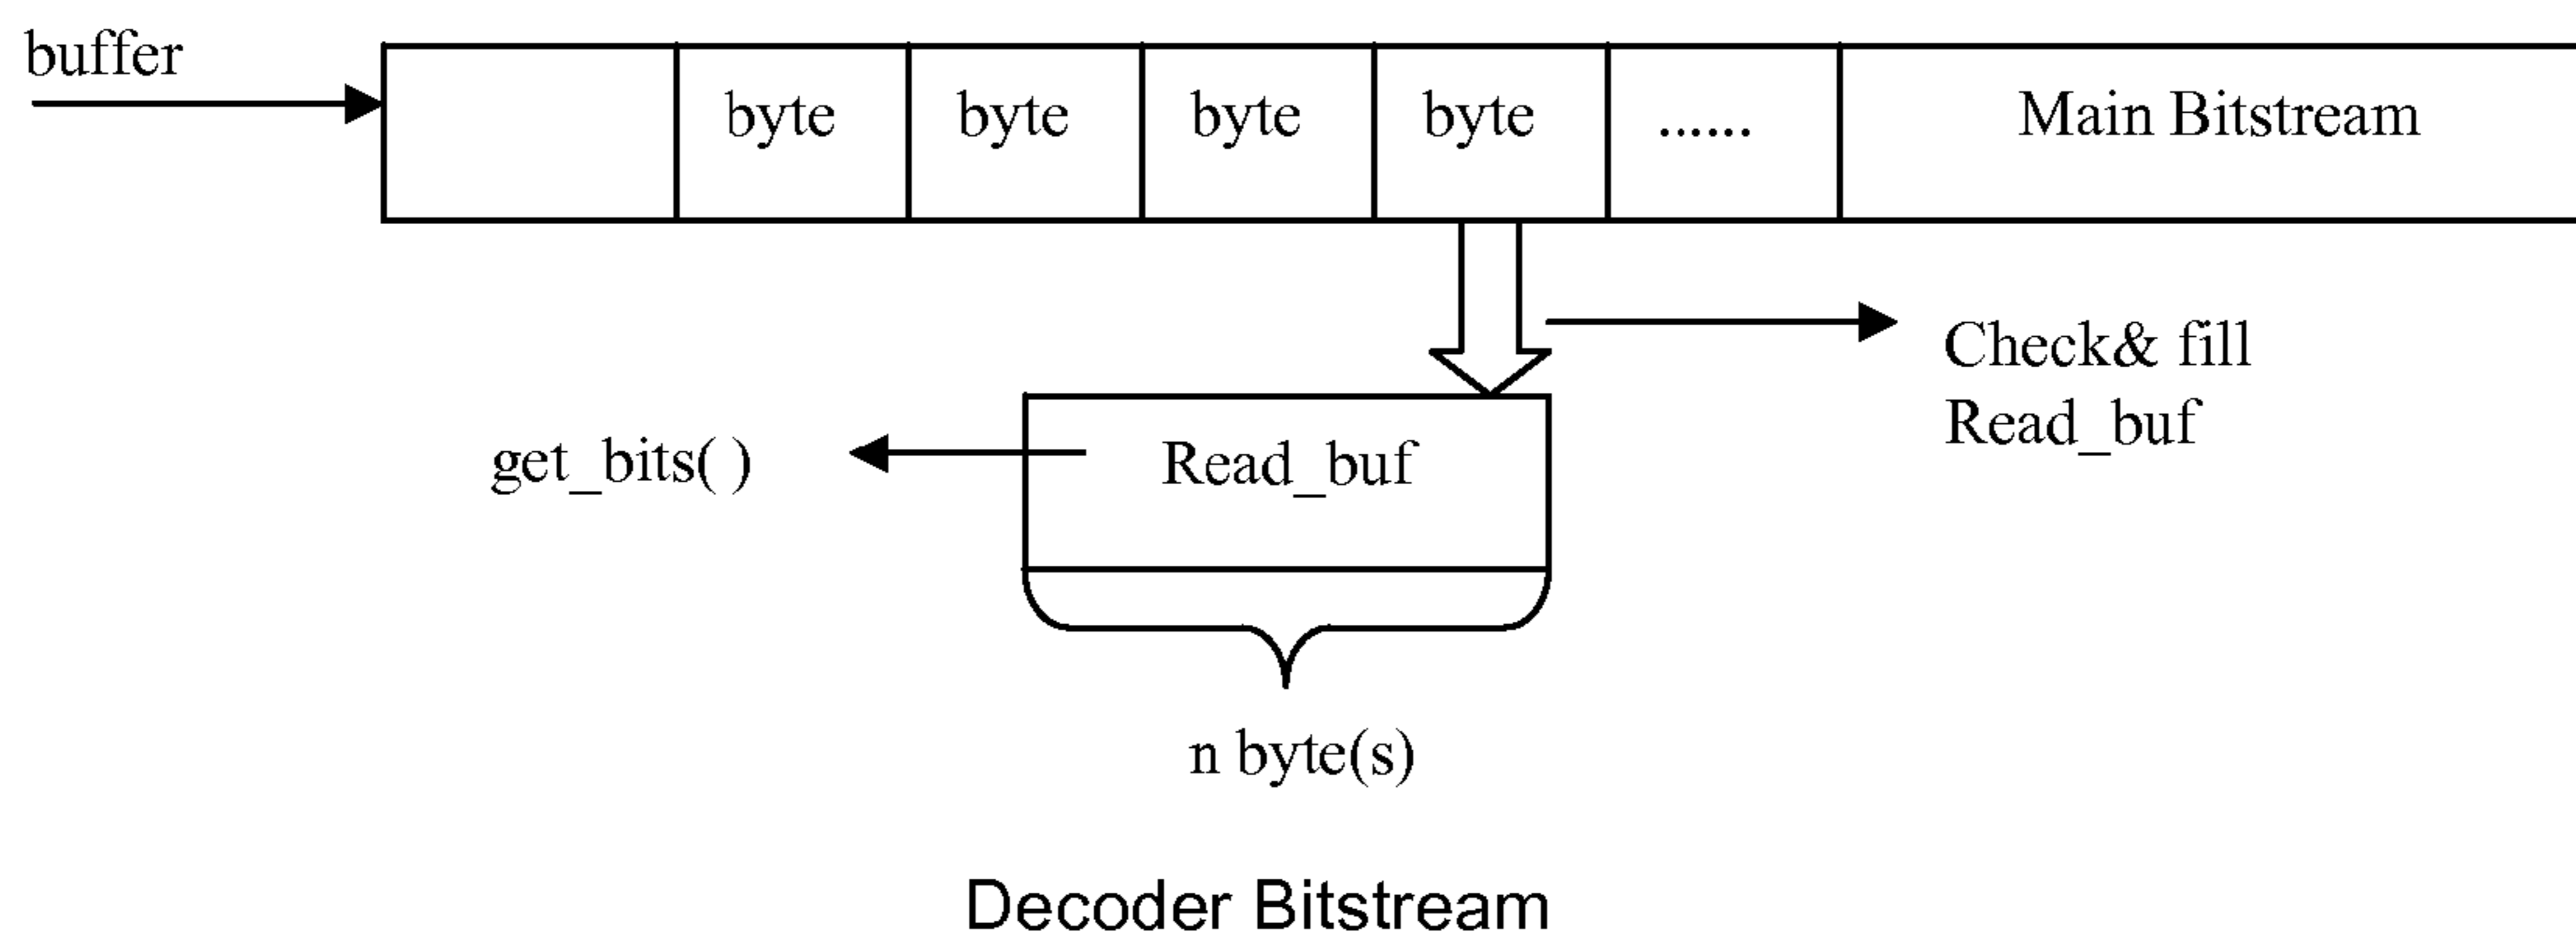 buffer
byte byte byte byte ...... Main Bitstream
Check& fill
Read_buf
get_bits( ) Read_buf
n byte(s)
Decoder Bitstream